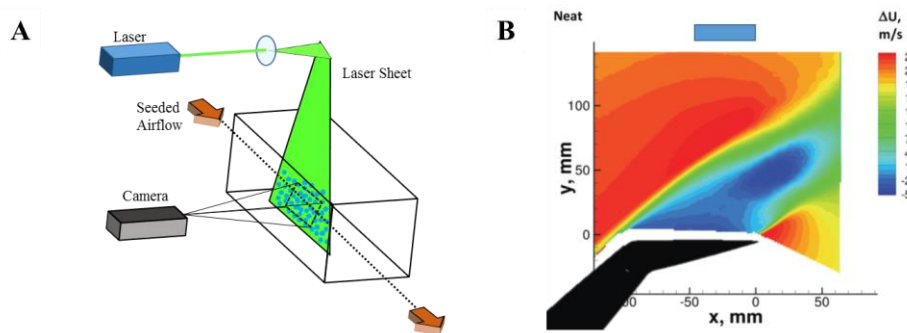 A
Laser
Laser Sheet
Seeded
Airflow
Camera
B
Neat
ΔU,
m/s
y, mm
100
50
0
-50
0
50
x, mm